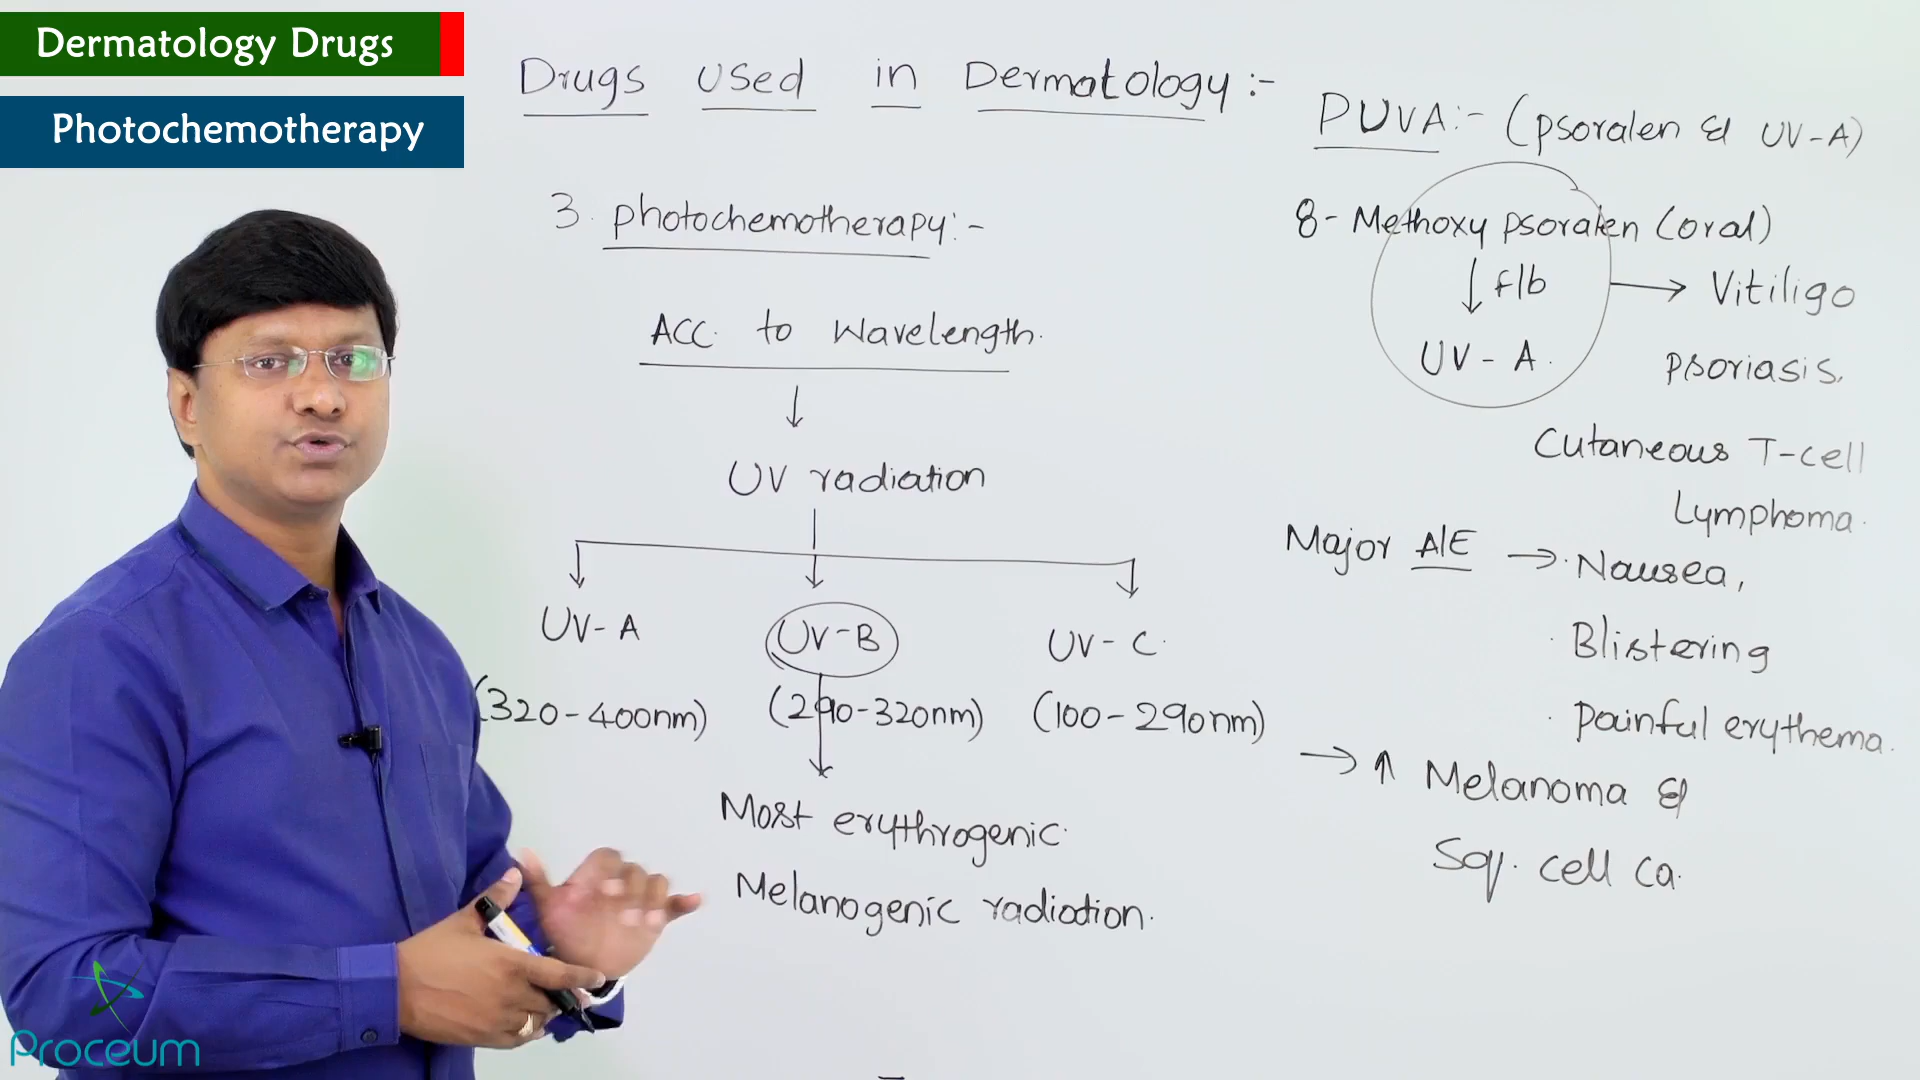 Dermatology Drugs
Photochemotherapy
Drugs used in Dermatology:-
3. photochemotherapy:-
ACC. to Wavelength.
↓
UV radiation
UV-A UV-B UV-C.
(320-400nm) (290-320nm) (100-290nm)
Most erythrogenic
Melanogenic radiation.
PUVA:- (psoralen & UV-A)
8-Methoxy psoralen (oral)
↓ f/b → Vitiligo
UV-A. psoriasis.
Cutaneous T-cell
Lymphoma.
Major A/E → · Nausea,
· Blistering
· painful erythema.
→ ↑ Melanoma &
Sq. cell ca.
Proceum